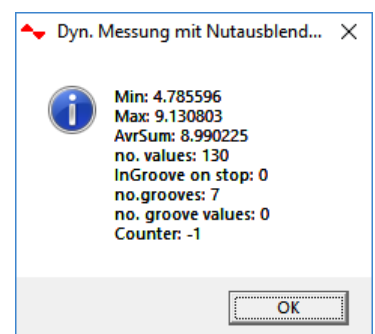 Dyn. Messung mit Nutausblend...
Min: 4.785596
Max: 9.130803
AvrSum: 8.990225
no. values: 130
InGroove on stop: 0
no.grooves: 7
no. groove values: 0
Counter: -1
OK